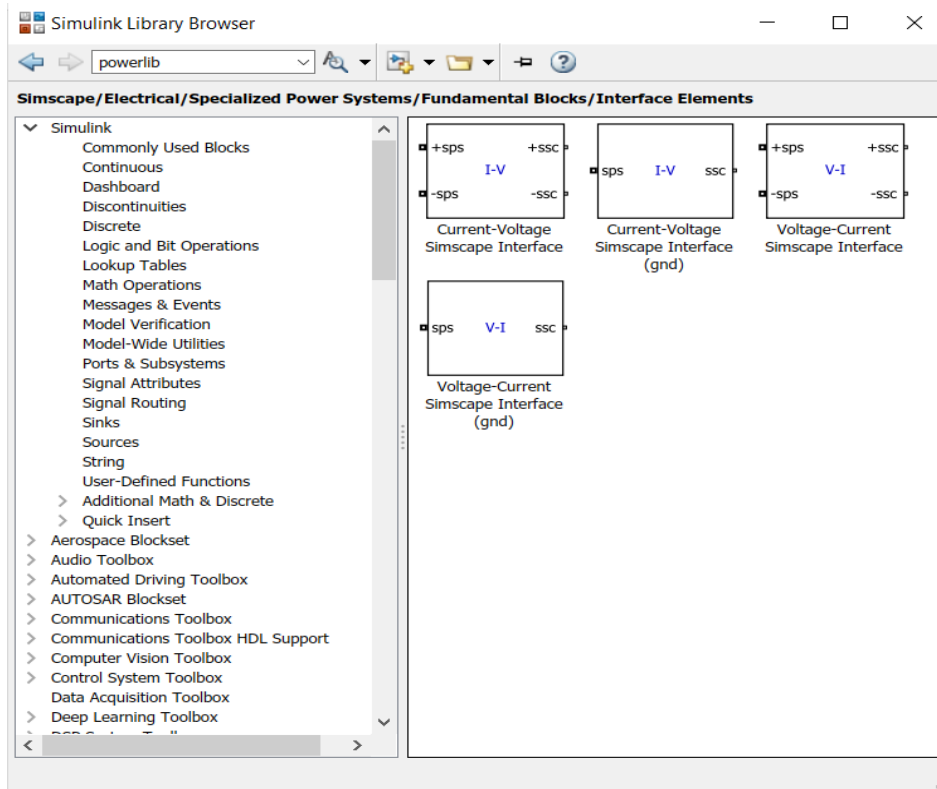 Simulink Library Browser
powerlib
Simscape/Electrical/Specialized Power Systems/Fundamental Blocks/Interface Elements
Simulink
Commonly Used Blocks
Continuous
Dashboard
Discontinuities
Discrete
Logic and Bit Operations
Lookup Tables
Math Operations
Messages & Events
Model Verification
Model-Wide Utilities
Ports & Subsystems
Signal Attributes
Signal Routing
Sinks
Sources
String
User-Defined Functions
Additional Math & Discrete
Quick Insert
Aerospace Blockset
Audio Toolbox
Automated Driving Toolbox
AUTOSAR Blockset
Communications Toolbox
Communications Toolbox HDL Support
Computer Vision Toolbox
Control System Toolbox
Data Acquisition Toolbox
Deep Learning Toolbox
+sps +ssc
I-V
-sps -ssc
Current-Voltage
Simscape Interface
sps I-V ssc
Current-Voltage
Simscape Interface
(gnd)
+sps +ssc
V-I
-sps -ssc
Voltage-Current
Simscape Interface
sps V-I ssc
Voltage-Current
Simscape Interface
(gnd)